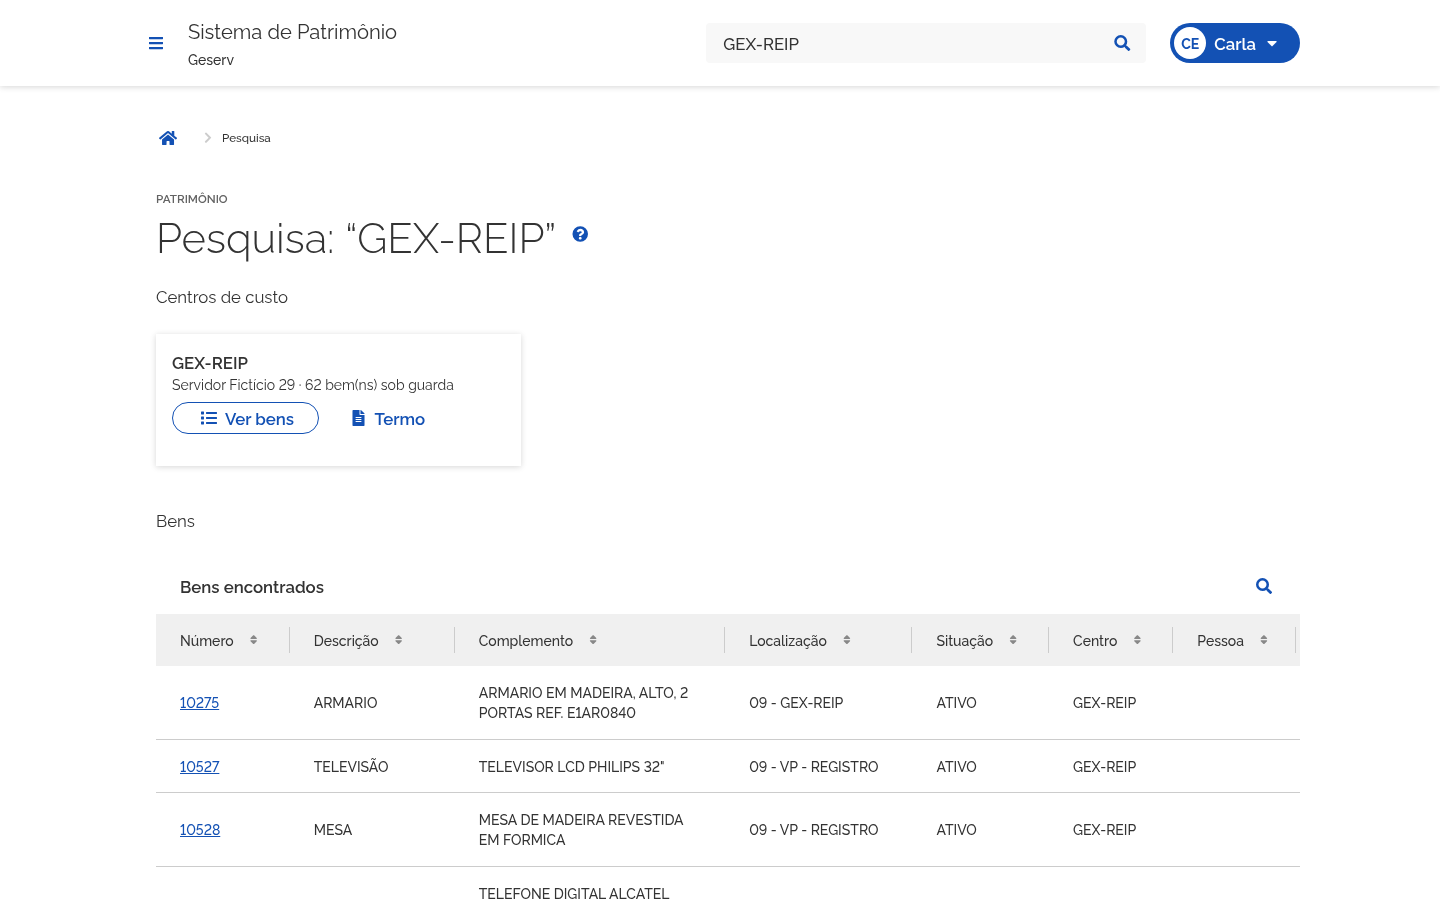 Sistema de Patrimônio
Geserv
GEX-REIP
CE Carla
Pesquisa
PATRIMÔNIO
Pesquisa: “GEX-REIP”
Centros de custo
GEX-REIP
Servidor Fictício 29 · 62 bem(ns) sob guarda
Ver bens Termo
Bens
Bens encontrados
Número Descrição Complemento Localização Situação Centro Pessoa
10275 ARMARIO ARMARIO EM MADEIRA, ALTO, 2 PORTAS REF. E1AR0840 09 - GEX-REIP ATIVO GEX-REIP
10527 TELEVISÃO TELEVISOR LCD PHILIPS 32" 09 - VP - REGISTRO ATIVO GEX-REIP
10528 MESA MESA DE MADEIRA REVESTIDA EM FORMICA 09 - VP - REGISTRO ATIVO GEX-REIP
TELEFONE DIGITAL ALCATEL